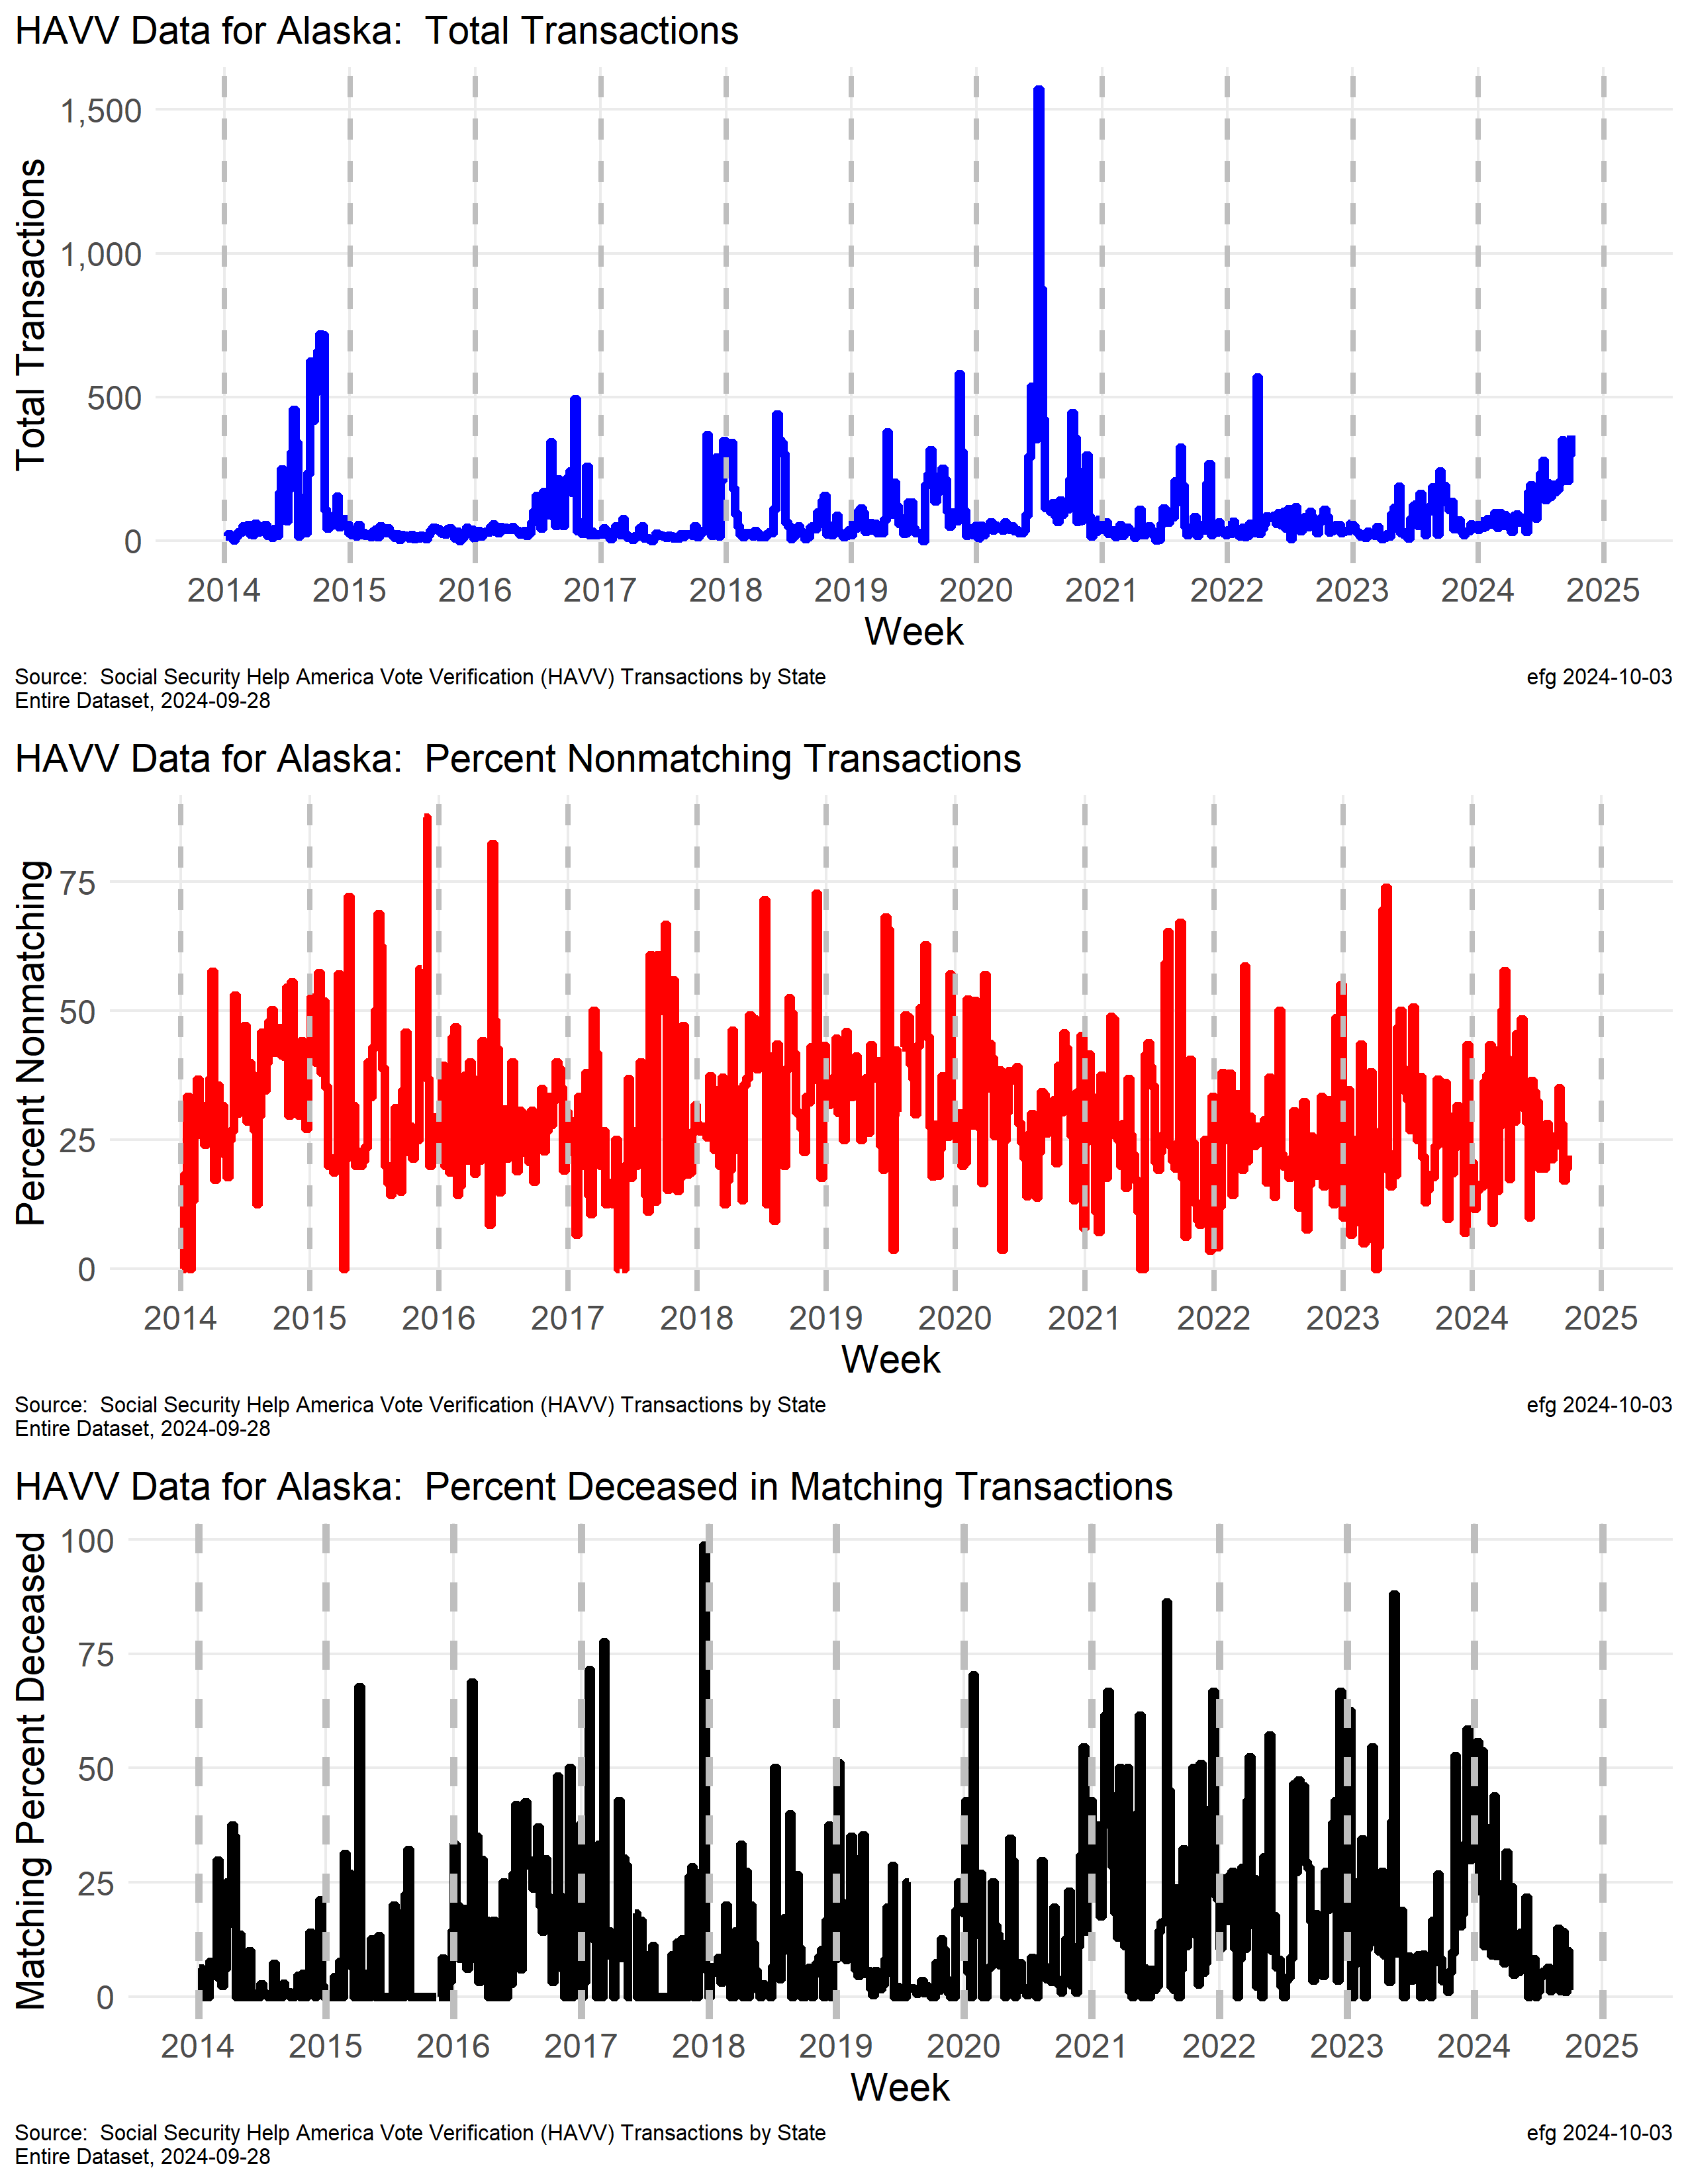 HAVV Data for Alaska:  Total Transactions
Total Transactions
1,500
1,000
500
0
2014 2015 2016 2017 2018 2019 2020 2021 2022 2023 2024 2025
Week
Source:  Social Security Help America Vote Verification (HAVV) Transactions by State
Entire Dataset, 2024-09-28
efg 2024-10-03
HAVV Data for Alaska:  Percent Nonmatching Transactions
Percent Nonmatching
75
50
25
0
2014 2015 2016 2017 2018 2019 2020 2021 2022 2023 2024 2025
Week
Source:  Social Security Help America Vote Verification (HAVV) Transactions by State
Entire Dataset, 2024-09-28
efg 2024-10-03
HAVV Data for Alaska:  Percent Deceased in Matching Transactions
Matching Percent Deceased
100
75
50
25
0
2014 2015 2016 2017 2018 2019 2020 2021 2022 2023 2024 2025
Week
Source:  Social Security Help America Vote Verification (HAVV) Transactions by State
Entire Dataset, 2024-09-28
efg 2024-10-03